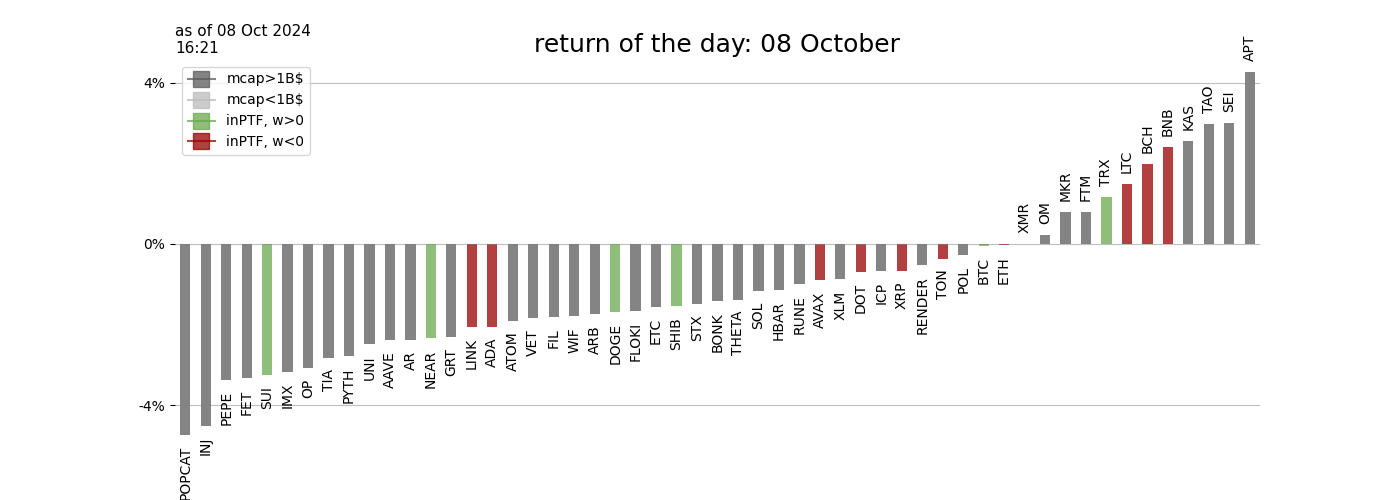 as of 08 Oct 2024
16:21
return of the day: 08 October
mcap>1B$
mcap<1B$
inPTF, w>0
inPTF, w<0
4%
0%
-4%
POPCAT
INJ
PEPE
FET
SUI
IMX
OP
TIA
PYTH
UNI
AAVE
AR
NEAR
GRT
LINK
ADA
ATOM
VET
FIL
WIF
ARB
DOGE
FLOKI
ETC
SHIB
STX
BONK
THETA
SOL
HBAR
RUNE
AVAX
XLM
DOT
ICP
XRP
RENDER
TON
POL
BTC
ETH
XMR
OM
MKR
FTM
TRX
LTC
BCH
BNB
KAS
TAO
SEI
APT